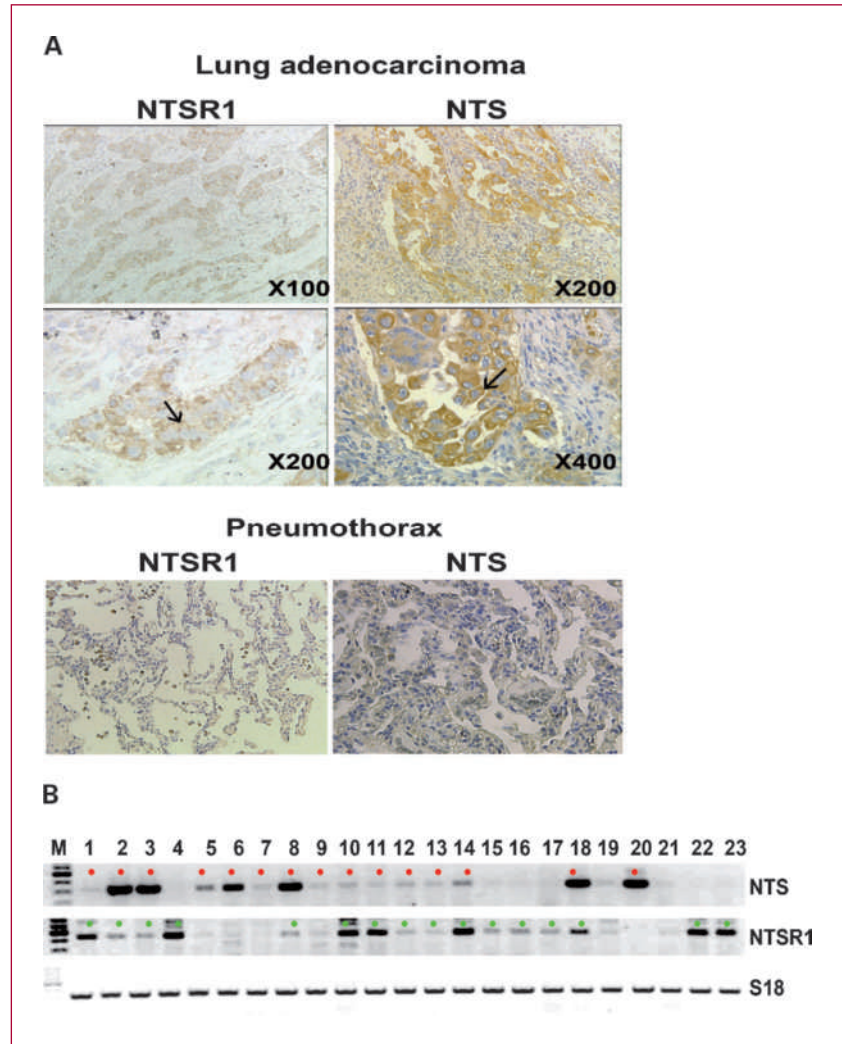 A
Lung adenocarcinoma
NTSR1 NTS
X100 X200
X200 X400
Pneumothorax
NTSR1 NTS
B
M 1 2 3 4 5 6 7 8 9 10 11 12 13 14 15 16 17 18 19 20 21 22 23
NTS
NTSR1
S18